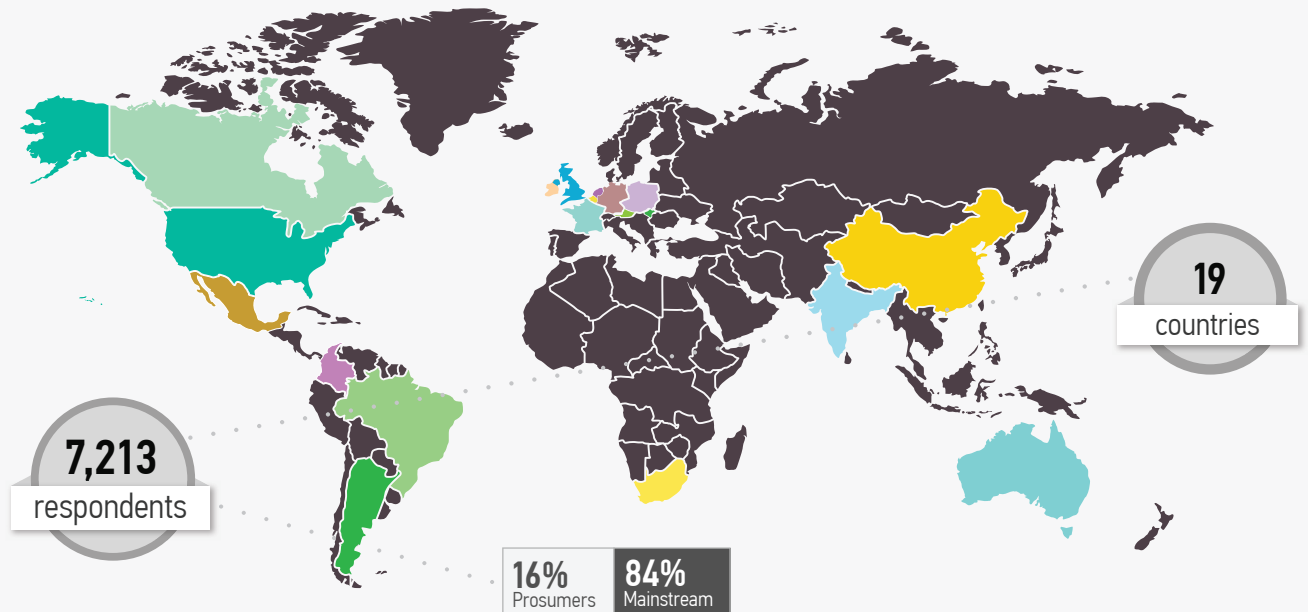 19
countries
7,213
respondents
16%
Prosumers
84%
Mainstream